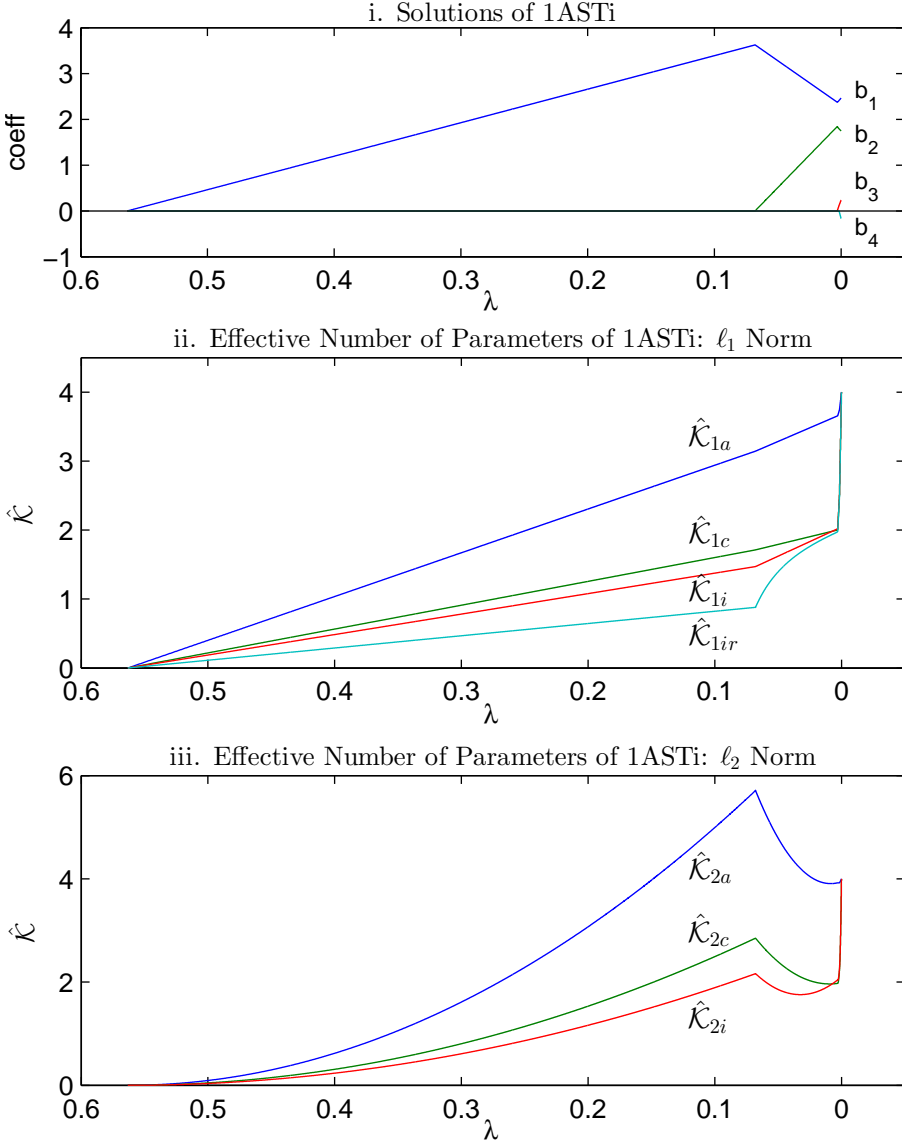 i. Solutions of 1ASTi
4
3
2
1
0
−1
coeff
b1
b2
b3
b4
0.6 0.5 0.4 0.3 0.2 0.1 0
λ
ii. Effective Number of Parameters of 1ASTi: ℓ1 Norm
4
3
2
1
0
K̂
K̂1a
K̂1c
K̂1i
K̂1ir
0.6 0.5 0.4 0.3 0.2 0.1 0
λ
iii. Effective Number of Parameters of 1ASTi: ℓ2 Norm
6
4
2
0
K̂
K̂2a
K̂2c
K̂2i
0.6 0.5 0.4 0.3 0.2 0.1 0
λ